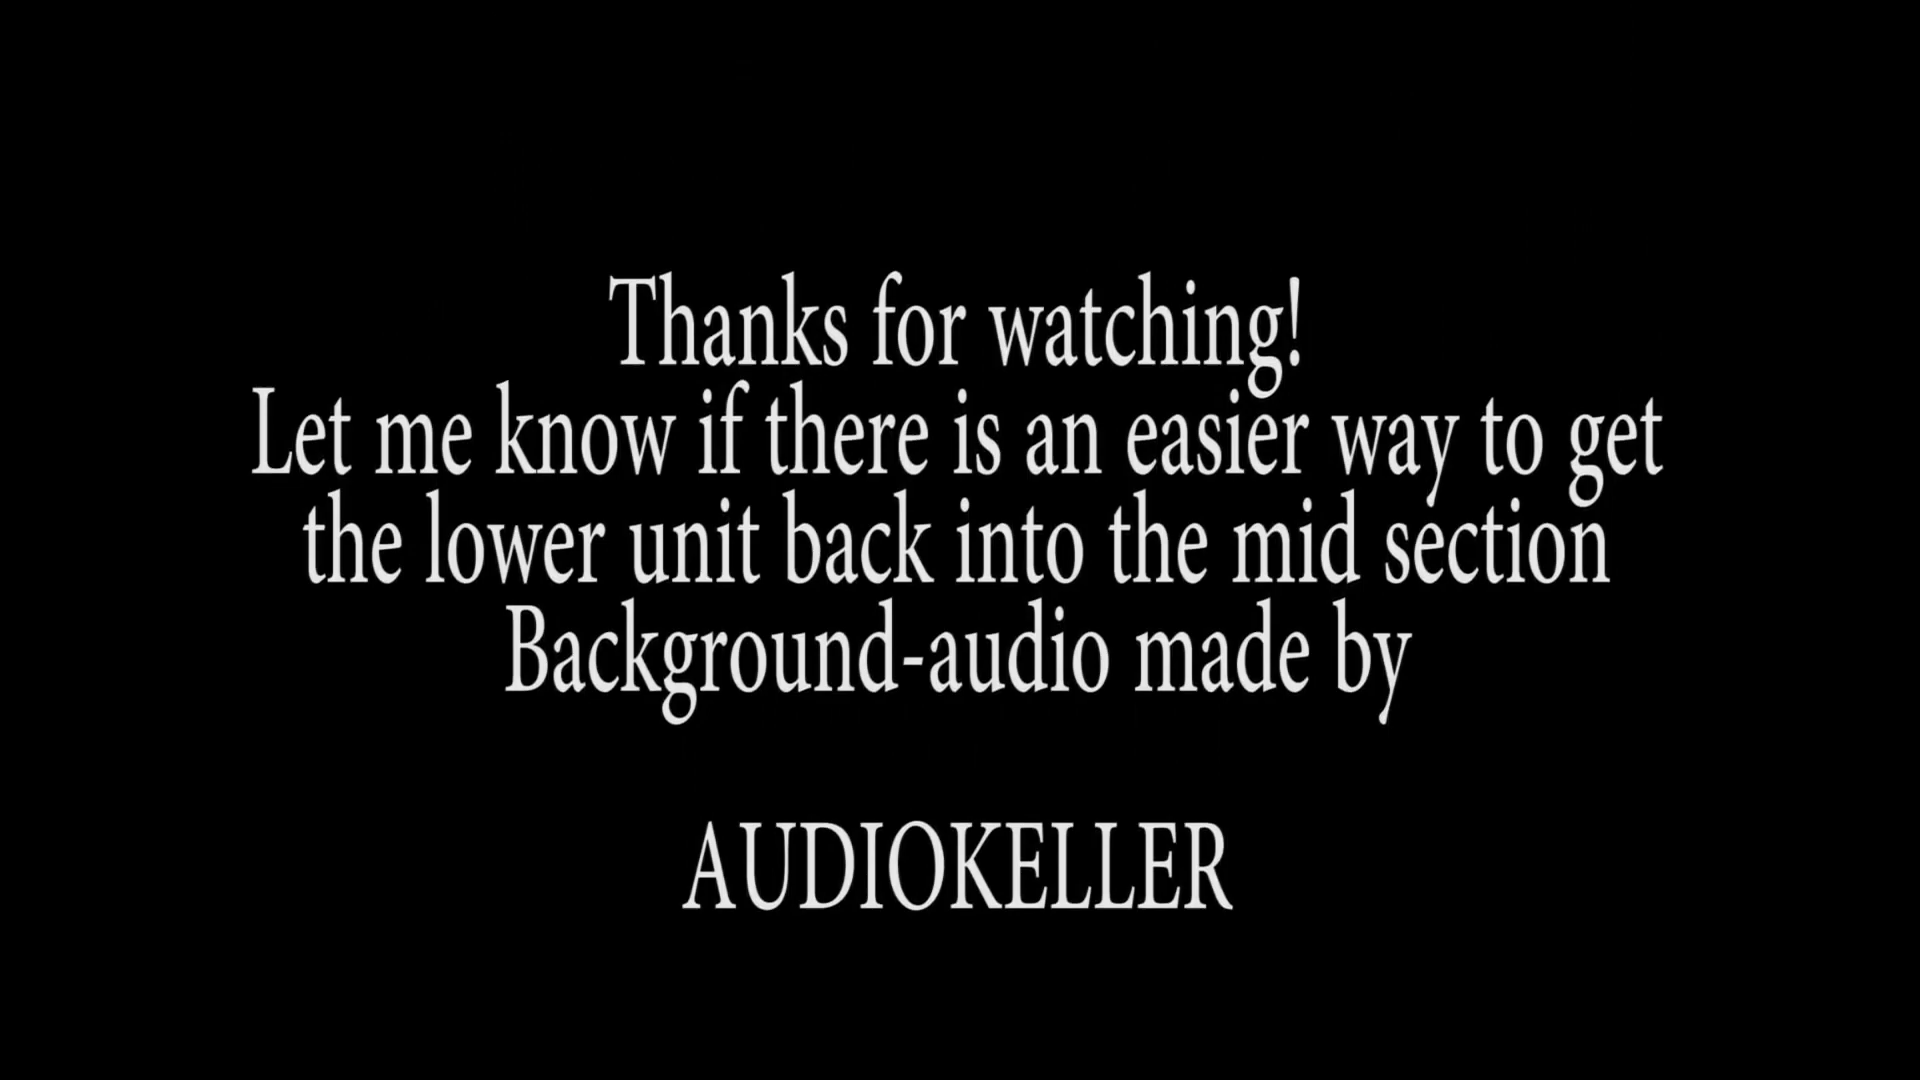 Thanks for watching!
Let me know if there is an easier way to get
the lower unit back into the mid section
Background-audio made by
AUDIOKELLER